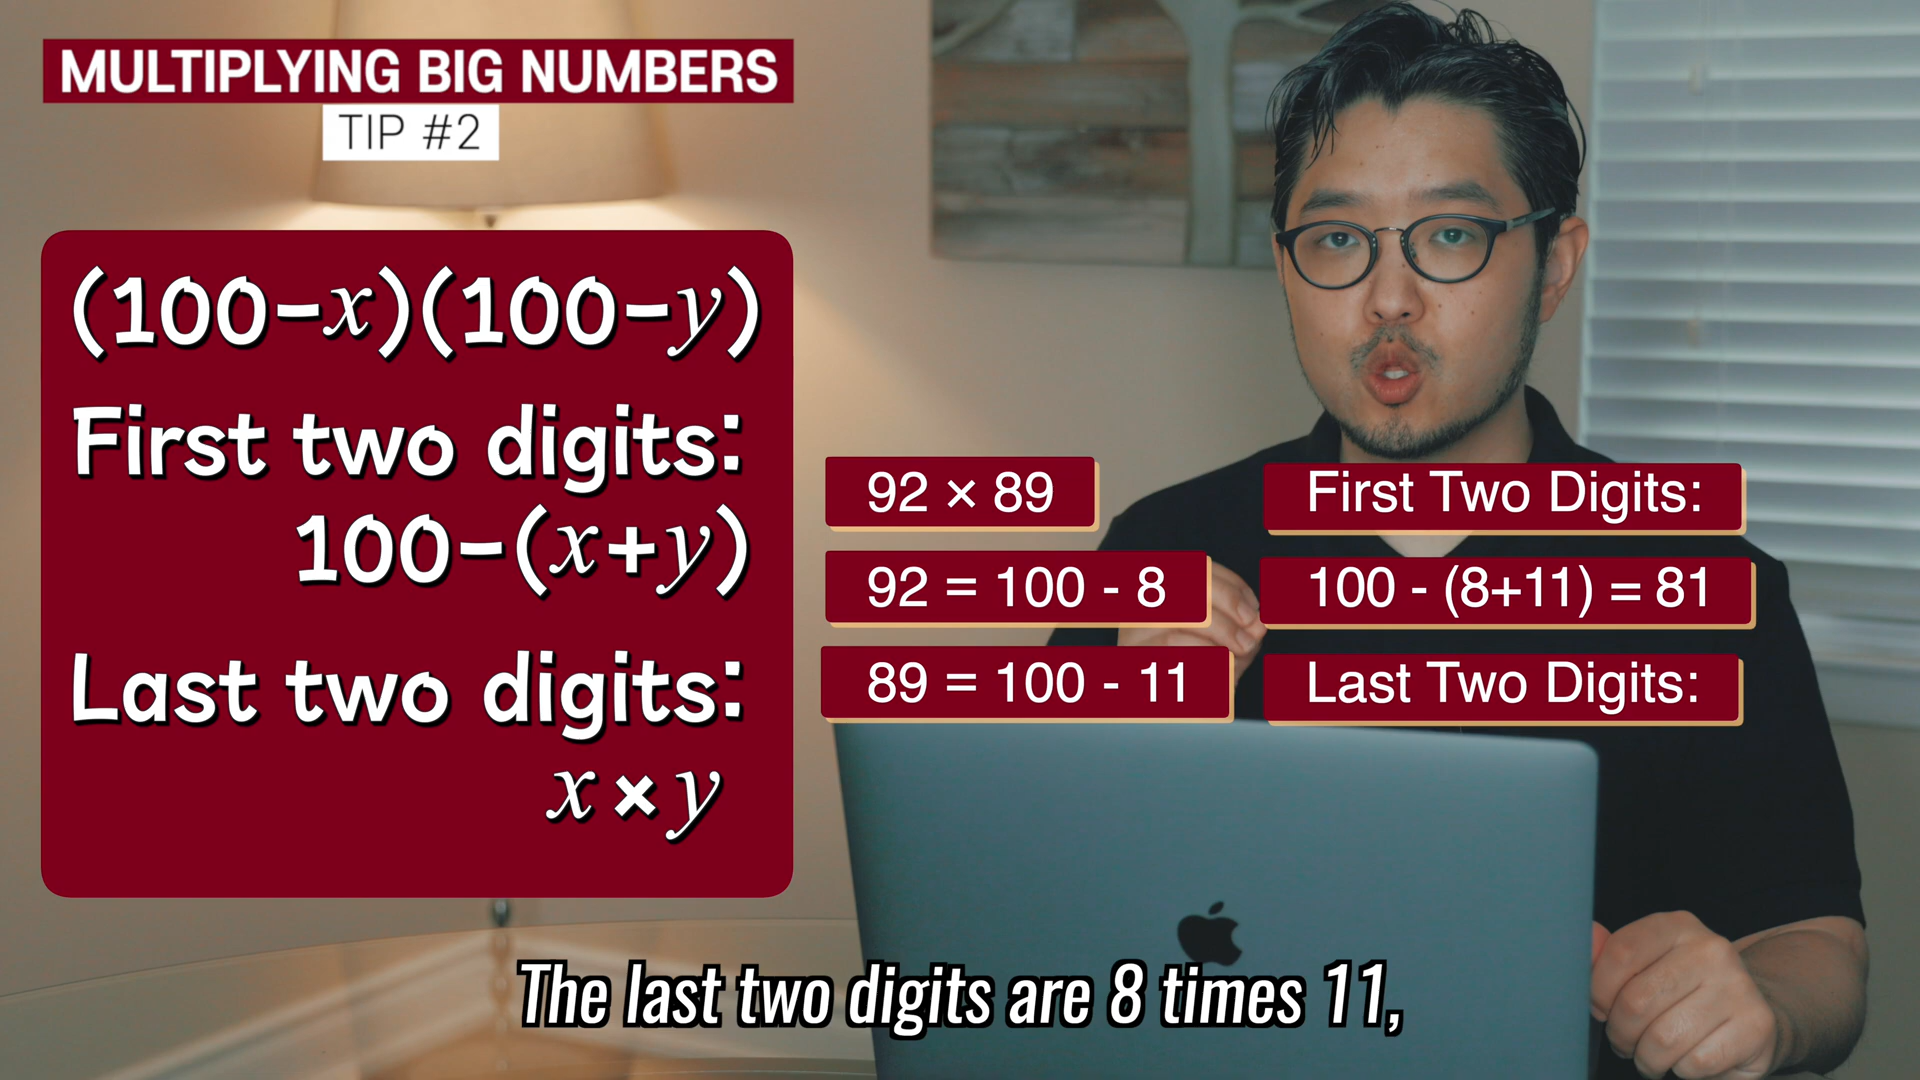 MULTIPLYING BIG NUMBERS
TIP #2
(100-x)(100-y)
First two digits:
100-(x+y)
Last two digits:
x × y
92 × 89
92 = 100 - 8
89 = 100 - 11
First Two Digits:
100 - (8+11) = 81
Last Two Digits:
The last two digits are 8 times 11,